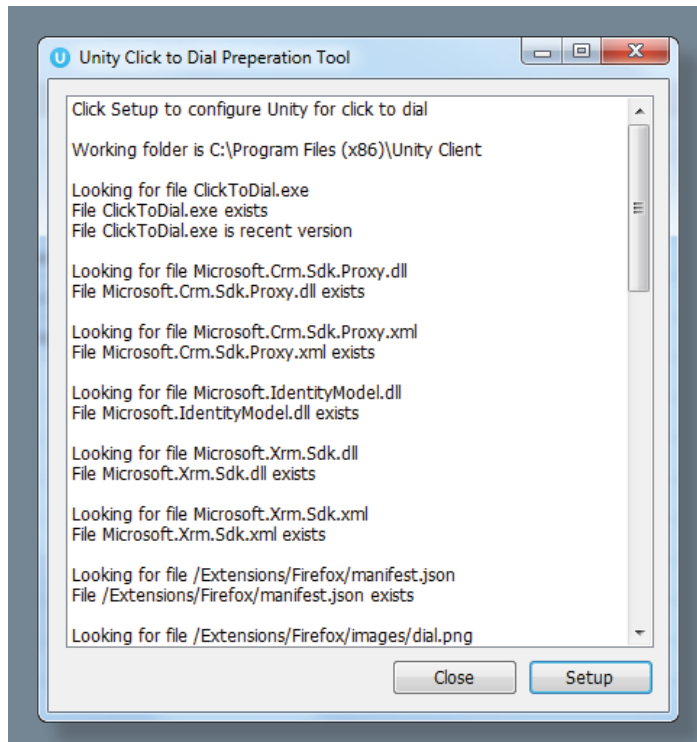 Unity Click to Dial Preperation Tool
Click Setup to configure Unity for click to dial
Working folder is C:\Program Files (x86)\Unity Client
Looking for file ClickToDial.exe
File ClickToDial.exe exists
File ClickToDial.exe is recent version
Looking for file Microsoft.Crm.Sdk.Proxy.dll
File Microsoft.Crm.Sdk.Proxy.dll exists
Looking for file Microsoft.Crm.Sdk.Proxy.xml
File Microsoft.Crm.Sdk.Proxy.xml exists
Looking for file Microsoft.IdentityModel.dll
File Microsoft.IdentityModel.dll exists
Looking for file Microsoft.Xrm.Sdk.dll
File Microsoft.Xrm.Sdk.dll exists
Looking for file Microsoft.Xrm.Sdk.xml
File Microsoft.Xrm.Sdk.xml exists
Looking for file /Extensions/Firefox/manifest.json
File /Extensions/Firefox/manifest.json exists
Looking for file /Extensions/Firefox/images/dial.png
Close Setup